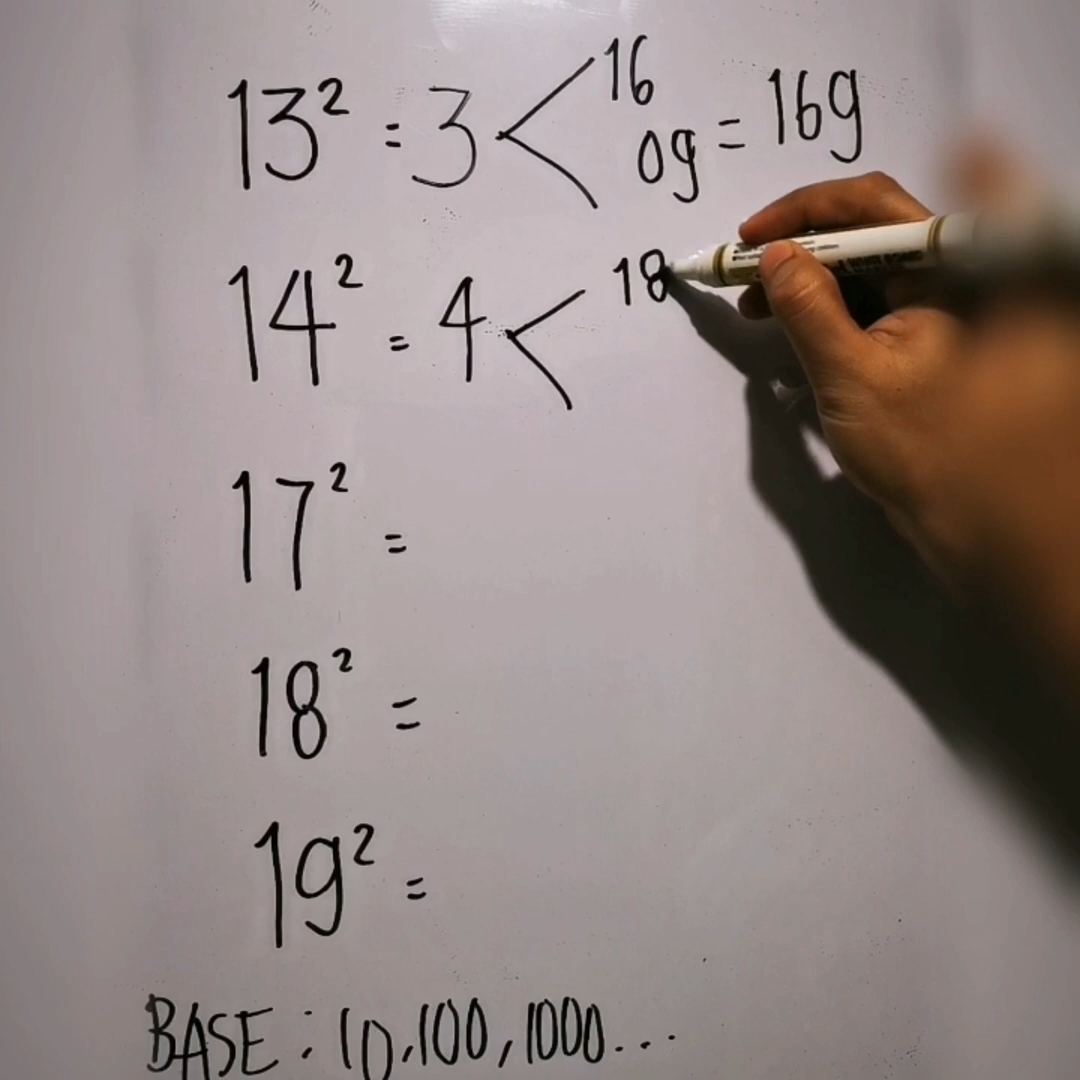 13² = 3 < 16 09 = 169
14² = 4 < 18
17² =
18² =
19² =
BASE : 10,100,1000...